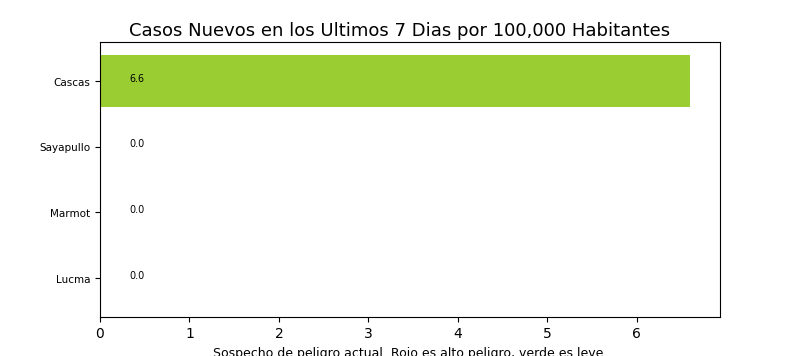 Casos Nuevos en los Ultimos 7 Dias por 100,000 Habitantes
Cascas
6.6
Sayapullo
0.0
Marmot
0.0
Lucma
0.0
0 1 2 3 4 5 6
Sospecho de peligro actual. Rojo es alto peligro, verde es leve